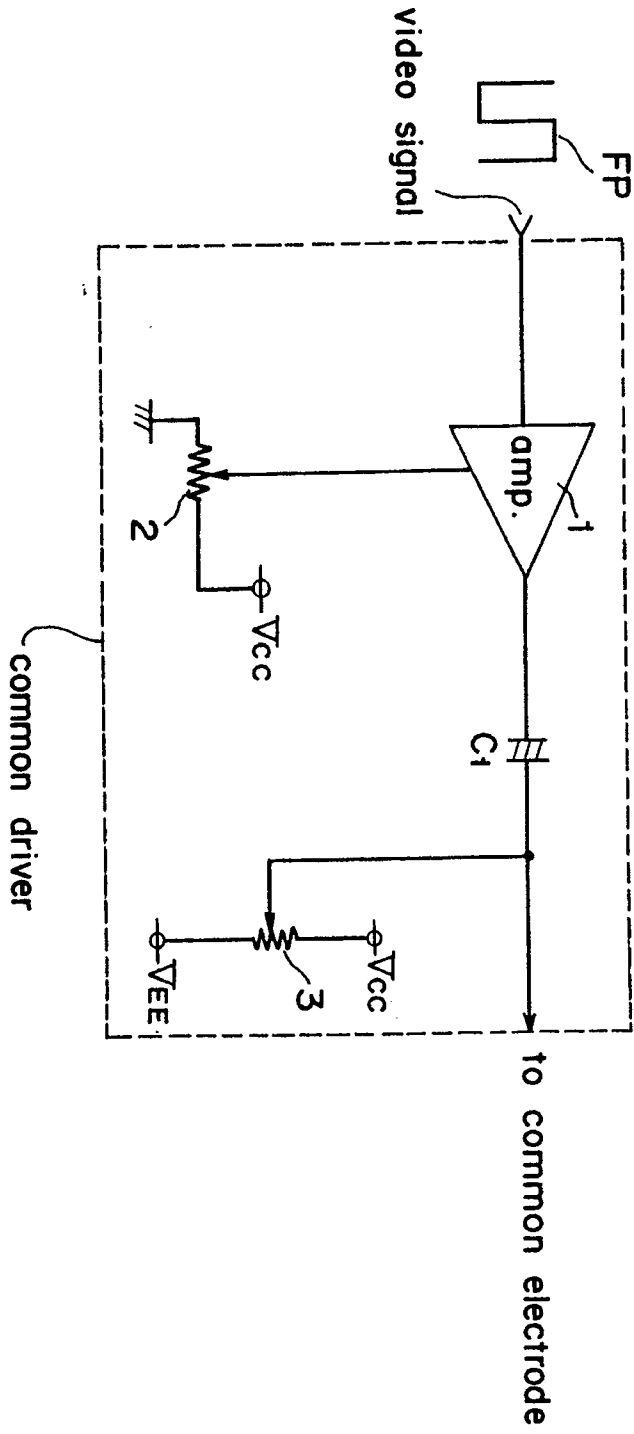 FP
video signal
amp.
1
2
VCC
C1
VCC
3
VEE
to common electrode
common driver